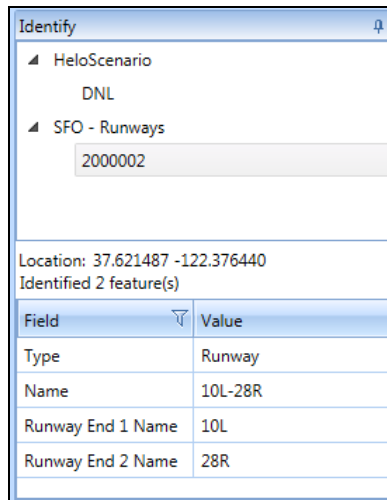 Identify
HeloScenario
DNL
SFO - Runways
2000002
Location: 37.621487 -122.376440
Identified 2 feature(s)
Field Value
Type Runway
Name 10L-28R
Runway End 1 Name 10L
Runway End 2 Name 28R